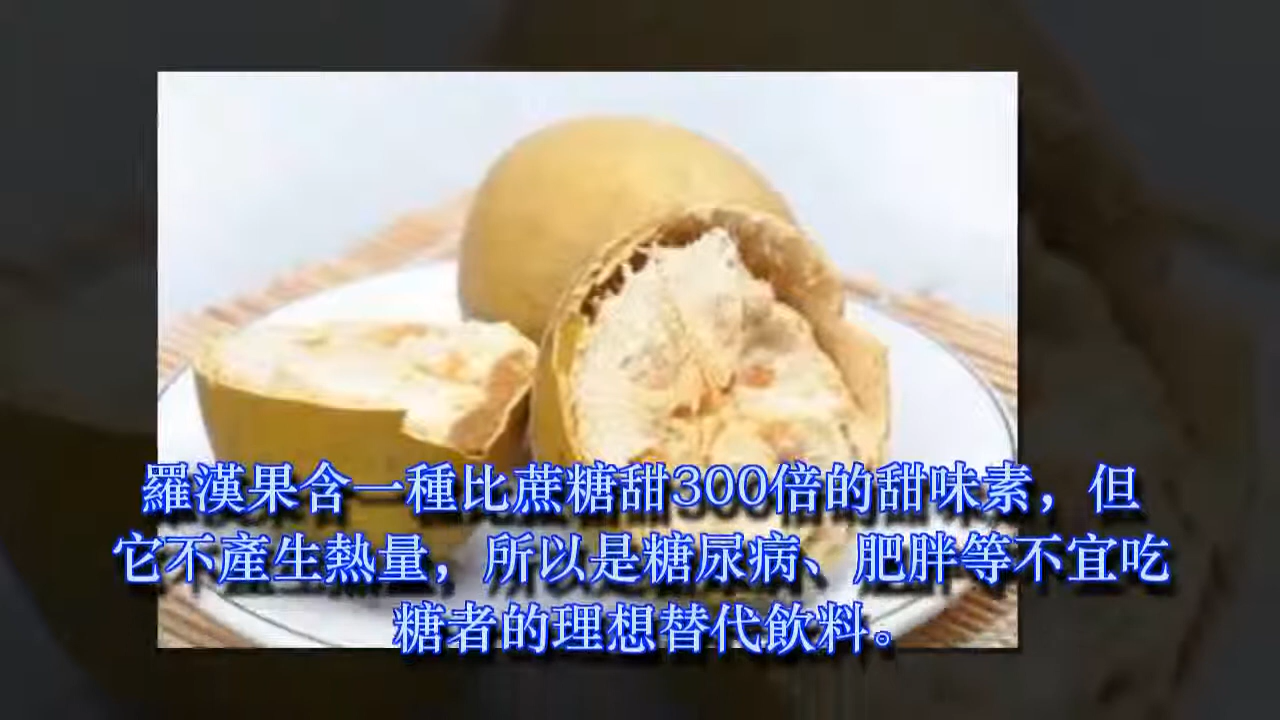 羅漢果含一種比蔗糖甜300倍的甜味素，但
它不產生熱量，所以是糖尿病、肥胖等不宜吃
糖者的理想替代飲料。